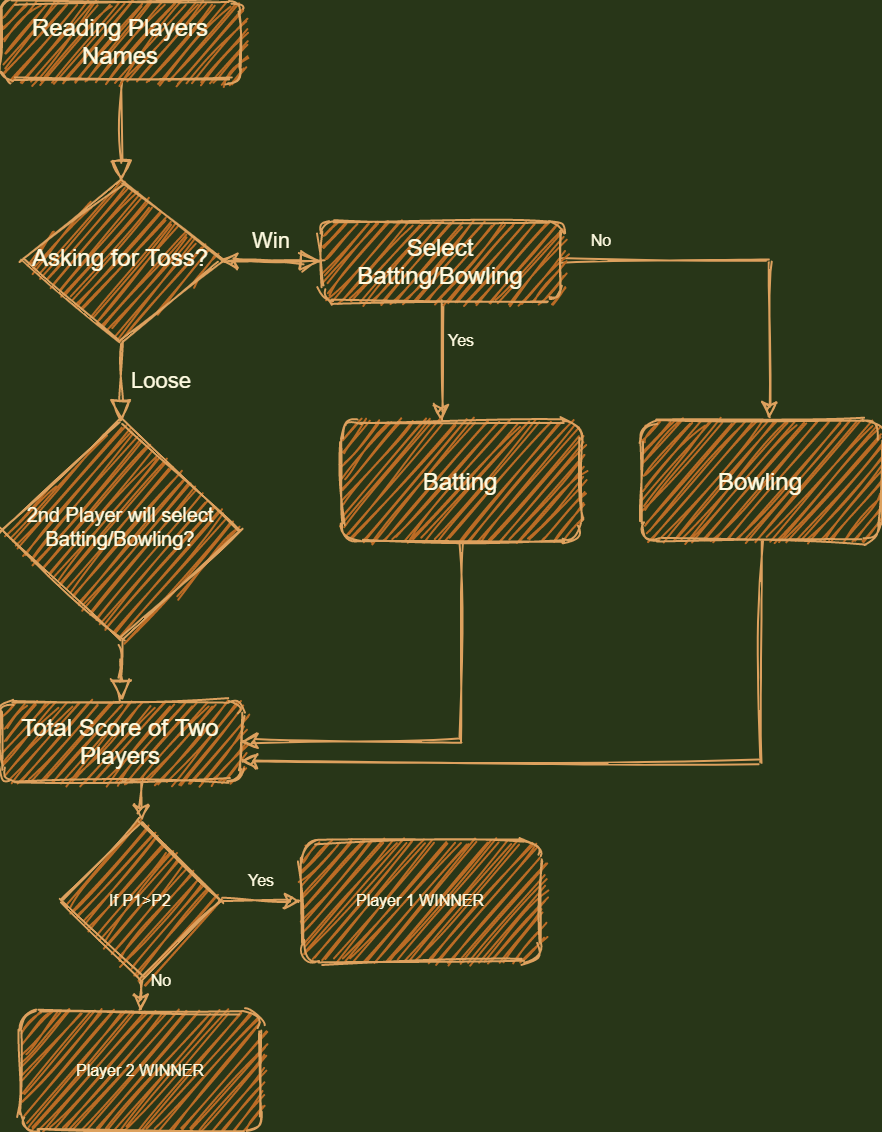 Reading Players
Names
Asking for Toss?
Win
Select
Batting/Bowling
No
Yes
Loose
Batting
Bowling
2nd Player will select
Batting/Bowling?
Total Score of Two
Players
If P1>P2
Yes
Player 1 WINNER
No
Player 2 WINNER